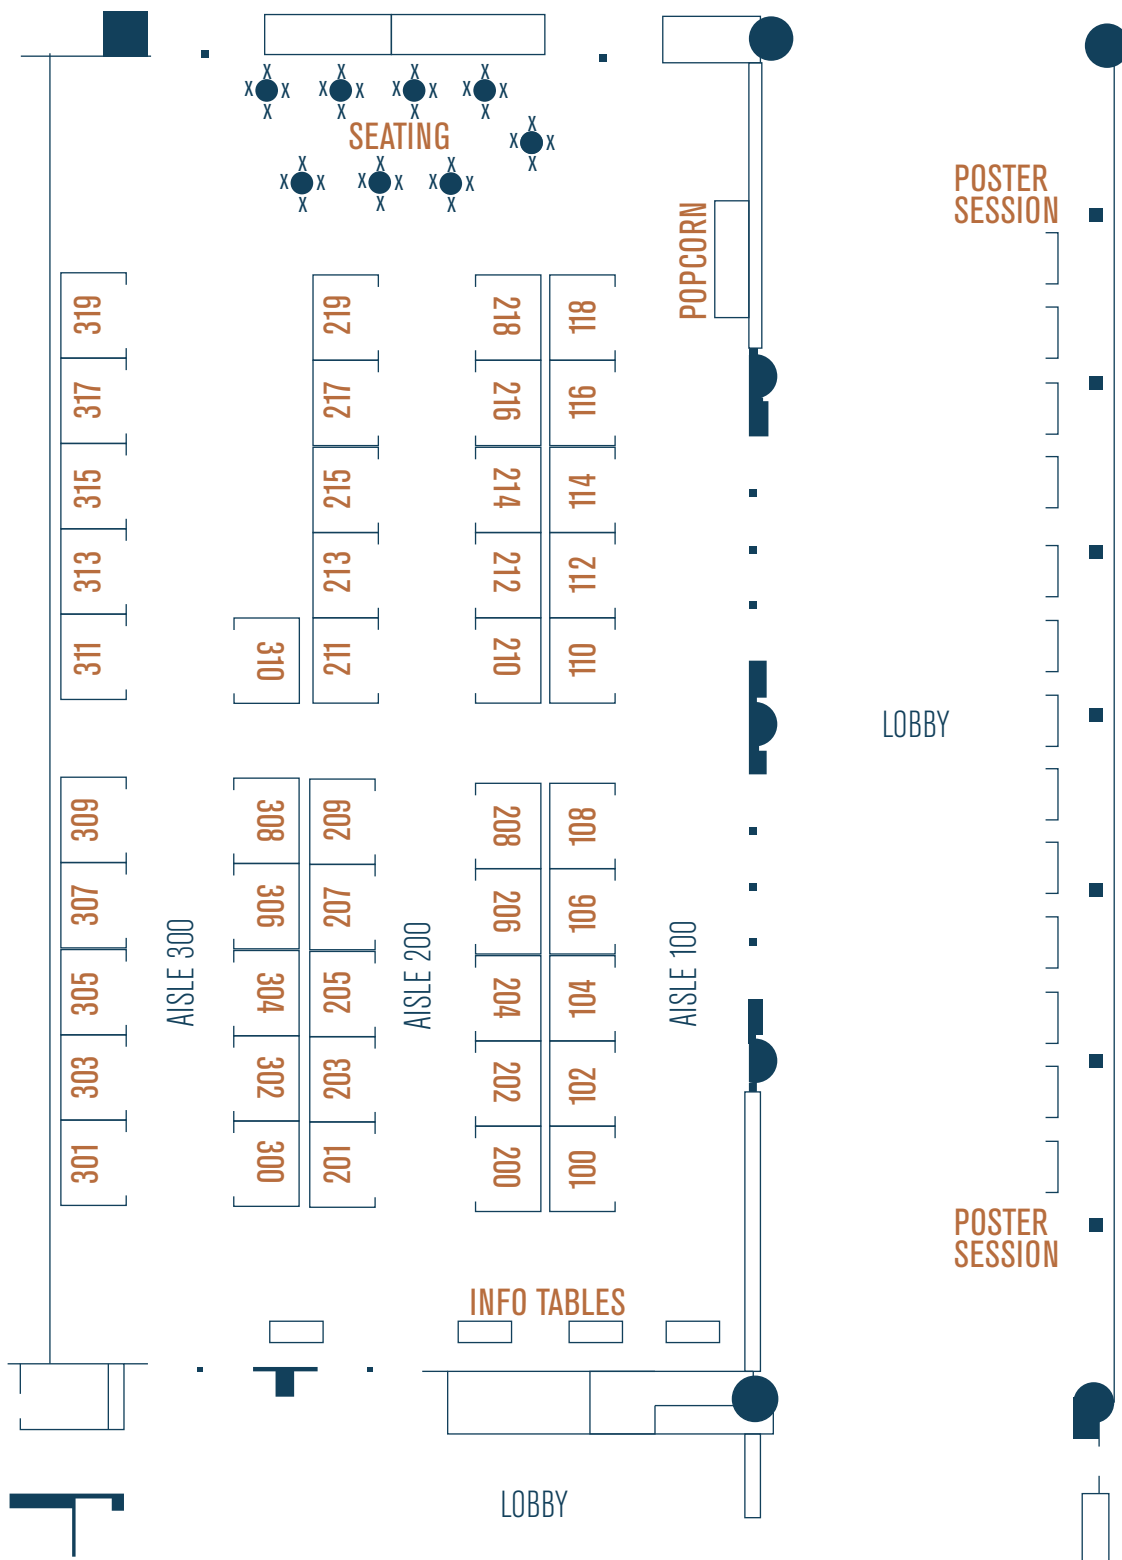 X
X X
X
X
X X
X
X
X X
X
X
X X
X
X
X X
X
SEATING
X
X X
X
X
X X
X
X
X X
X
POSTER
SESSION
POPCORN
319
219
218
118
317
217
216
116
315
215
214
114
313
213
212
112
311
310
211
210
110
LOBBY
309
308
209
208
108
307
306
207
206
106
AISLE 300
AISLE 200
AISLE 100
305
304
205
204
104
303
302
203
202
102
301
300
201
200
100
POSTER
SESSION
INFO TABLES
LOBBY